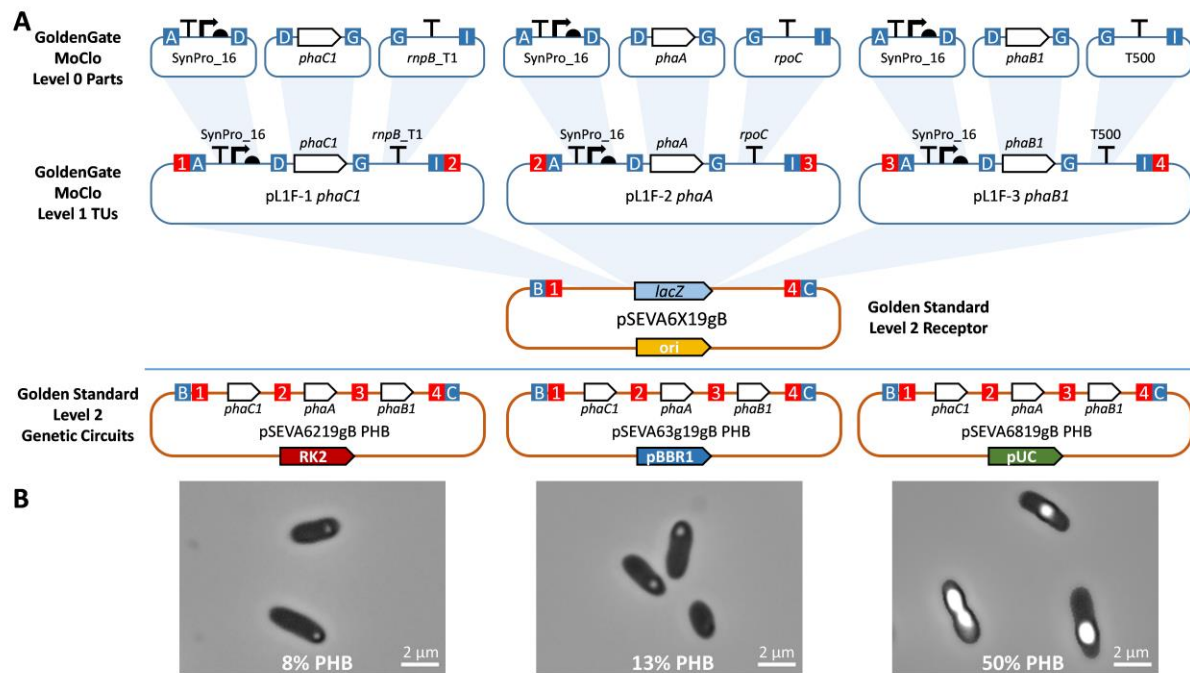 A
GoldenGate
MoClo
Level 0 Parts
A D D G G I A D D G G I A D D G G I
SynPro_16 phaC1 rnpB_T1 SynPro_16 phaA rpoC SynPro_16 phaB1 T500
GoldenGate
MoClo
Level 1 TUs
SynPro_16 phaC1 rnpB_T1 SynPro_16 phaA rpoC SynPro_16 phaB1 T500
1 A D G I 2 2 A D G I 3 3 A D G I 4
pL1F-1 phaC1 pL1F-2 phaA pL1F-3 phaB1
B 1 lacZ 4 C
pSEVA6X19gB
ori
Golden Standard
Level 2 Receptor
Golden Standard
Level 2
Genetic Circuits
B 1 2 3 4 C B 1 2 3 4 C B 1 2 3 4 C
phaC1 phaA phaB1 phaC1 phaA phaB1 phaC1 phaA phaB1
pSEVA6219gB PHB pSEVA63g19gB PHB pSEVA6819gB PHB
RK2 pBBR1 pUC
B
8% PHB 2 µm 13% PHB 2 µm 50% PHB 2 µm